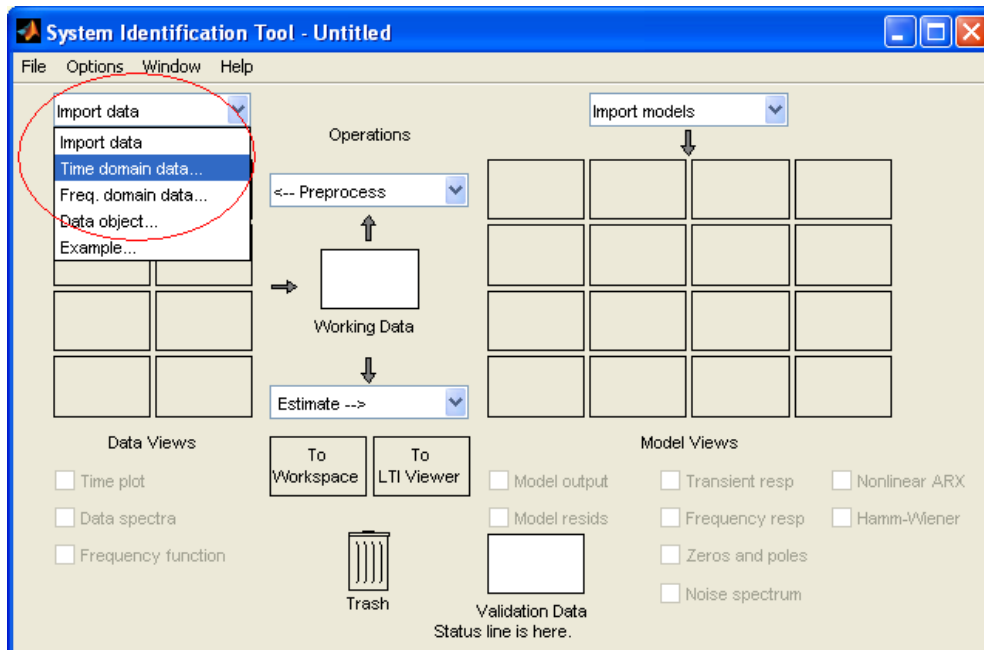 System Identification Tool - Untitled
File Options Window Help
Import data
Import data
Time domain data...
Freq. domain data...
Data object...
Example...
Operations
Import models
<-- Preprocess
Working Data
Estimate -->
To
Workspace
To
LTI Viewer
Data Views
Time plot
Data spectra
Frequency function
Trash
Model Views
Model output
Transient resp
Nonlinear ARX
Model resids
Frequency resp
Hamm-Wiener
Zeros and poles
Noise spectrum
Validation Data
Status line is here.